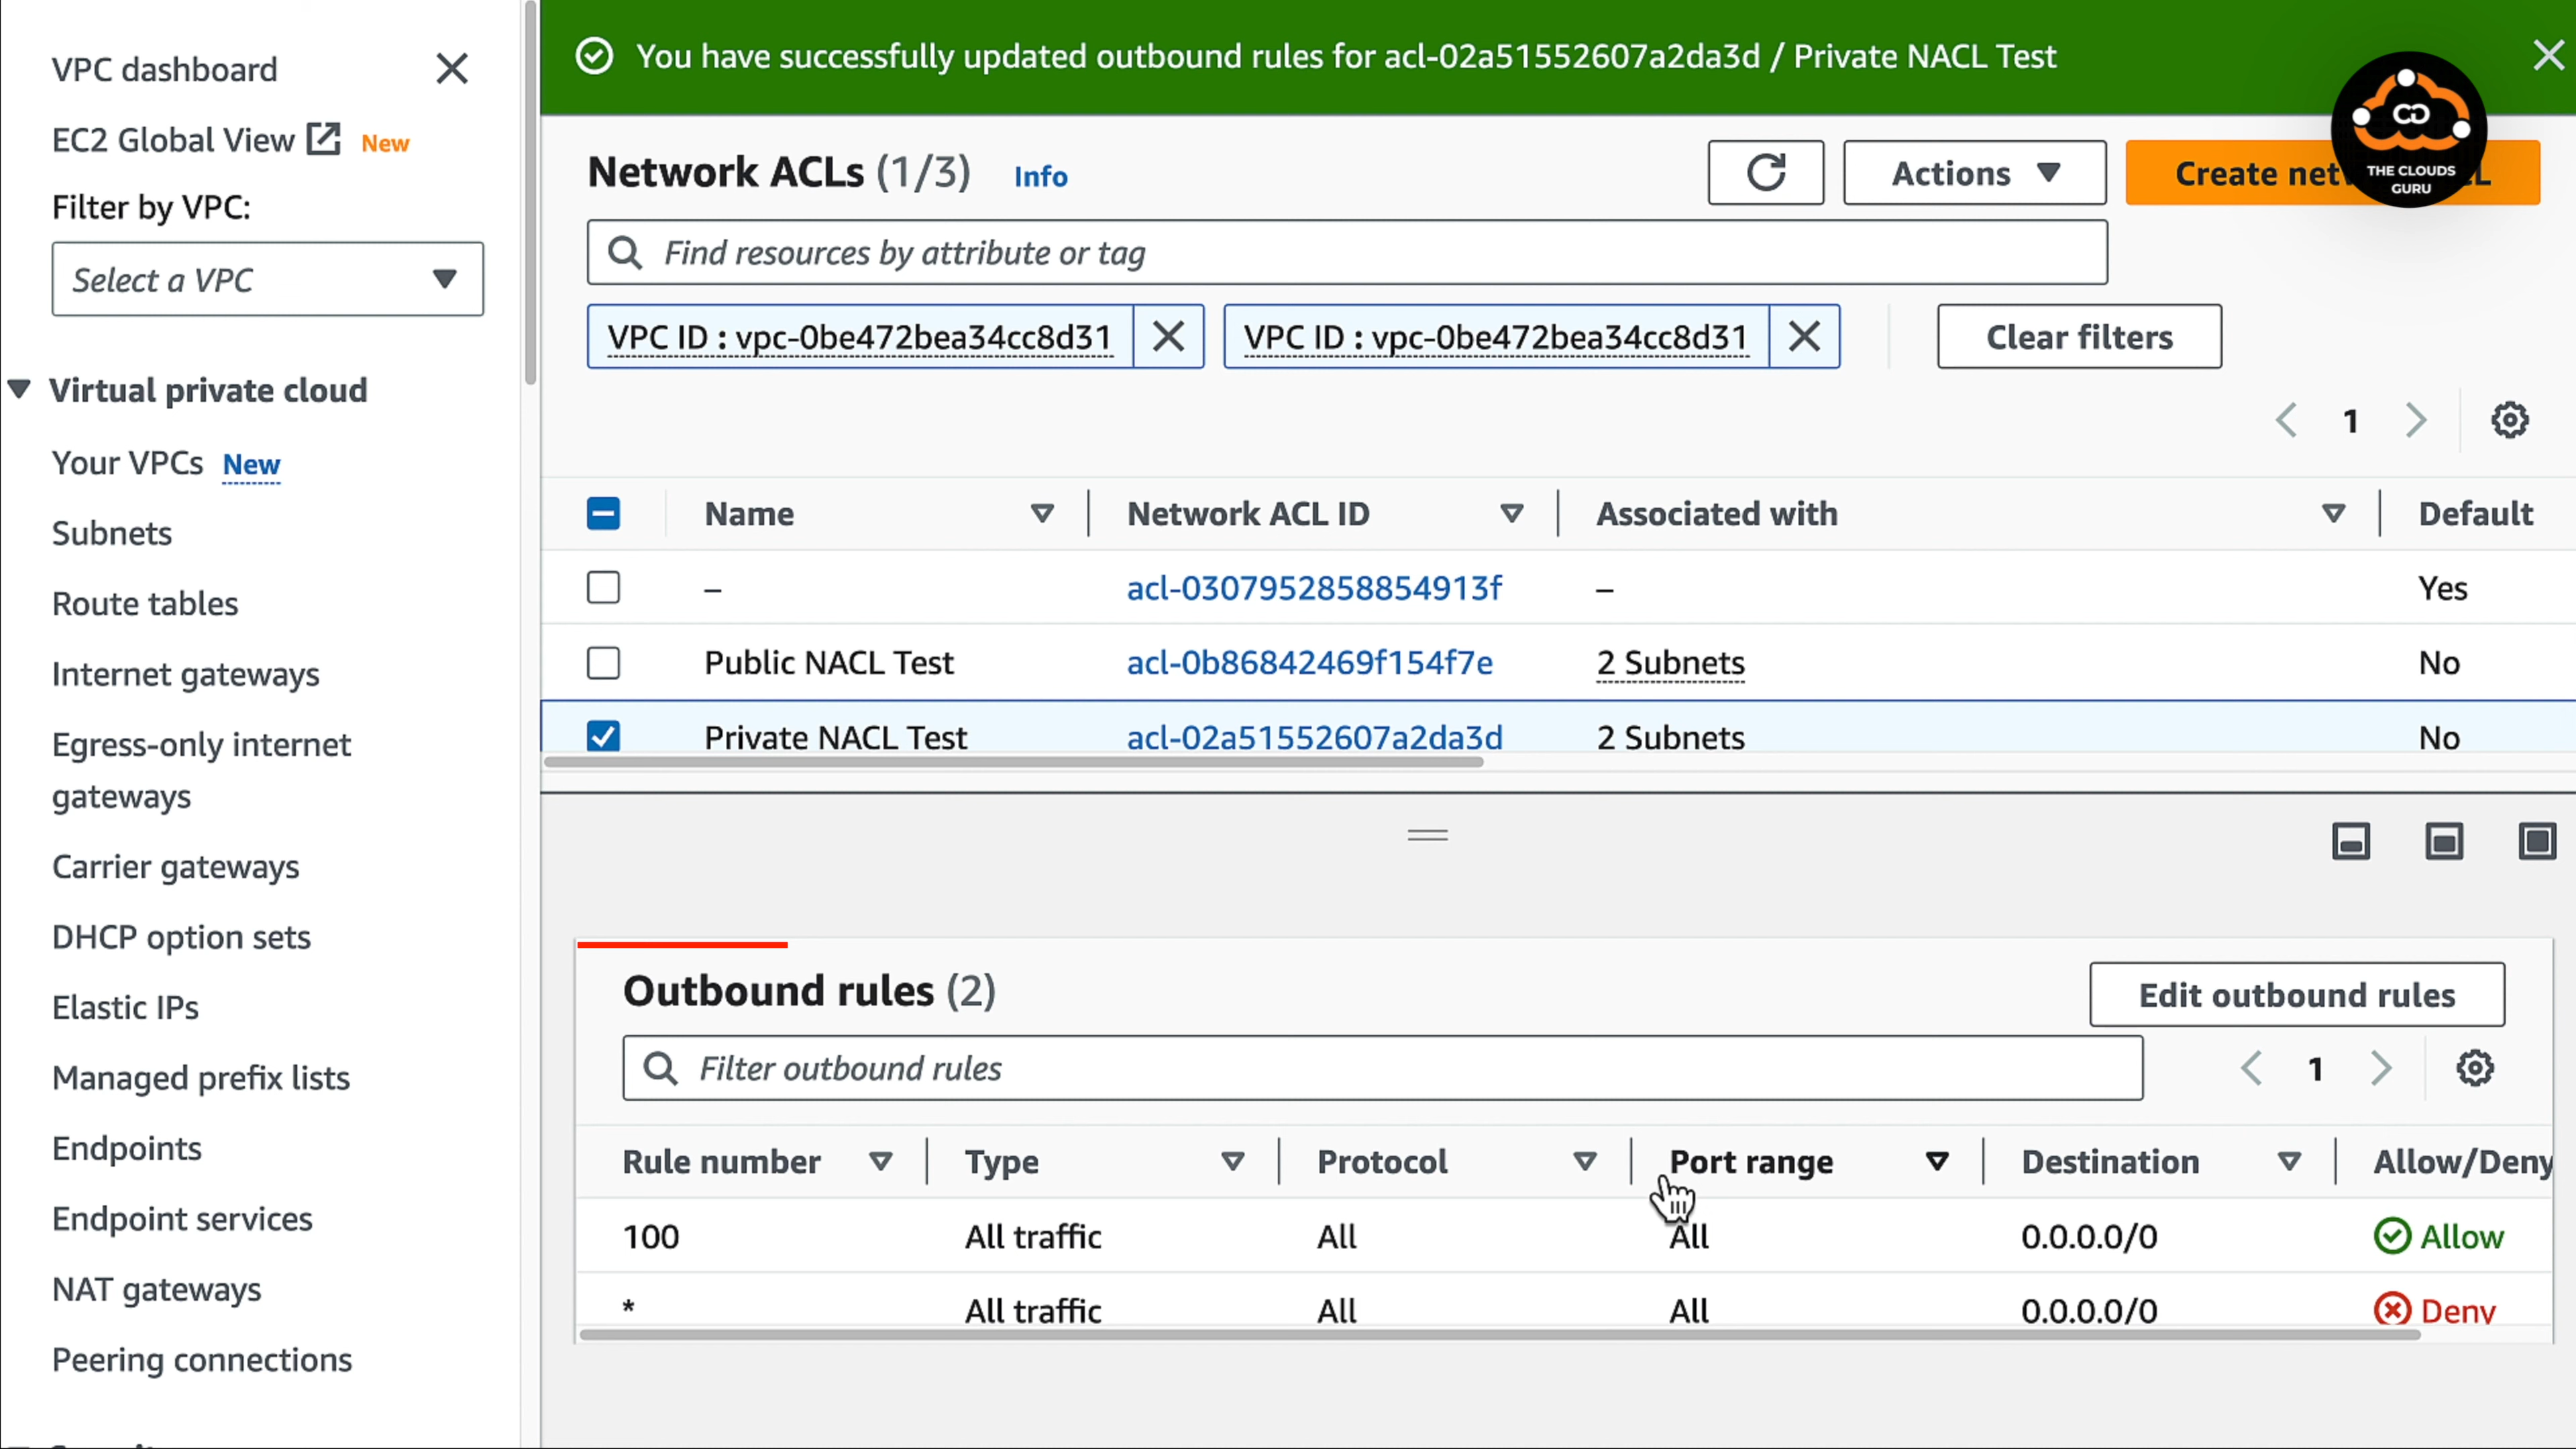 VPC dashboard
EC2 Global View New
Filter by VPC:
Select a VPC
Virtual private cloud
Your VPCs New
Subnets
Route tables
Internet gateways
Egress-only internet
gateways
Carrier gateways
DHCP option sets
Elastic IPs
Managed prefix lists
Endpoints
Endpoint services
NAT gateways
Peering connections
You have successfully updated outbound rules for acl-02a51552607a2da3d / Private NACL Test
THE CLOUDS
GURU
Network ACLs (1/3) Info
Actions
Create
Find resources by attribute or tag
VPC ID : vpc-0be472bea34cc8d31
VPC ID : vpc-0be472bea34cc8d31
Clear filters
1
Name Network ACL ID Associated with Default
– acl-0307952858854913f – Yes
Public NACL Test acl-0b86842469f154f7e 2 Subnets No
Private NACL Test acl-02a51552607a2da3d 2 Subnets No
Outbound rules (2)
Edit outbound rules
Filter outbound rules
1
Rule number Type Protocol Port range Destination Allow/Deny
100 All traffic All All 0.0.0.0/0 Allow
* All traffic All All 0.0.0.0/0 Deny